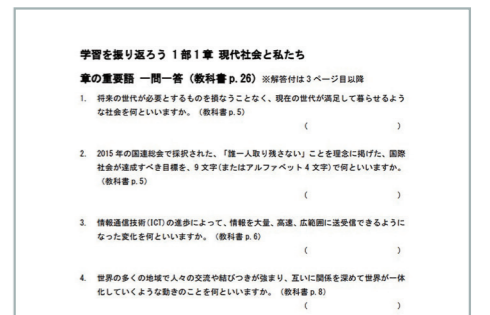 学習を振り返ろう 1部1章 現代社会と私たち
章の重要語 一問一答（教科書 p.26）※解答付は3ページ目以降
1. 将来の世代が必要とするものを損なうことなく、現在の世代が満足して暮らせるよう
な社会を何といいますか。（教科書 p.5）
（ ）
2. 2015 年の国連総会で採択された、「誰一人取り残さない」ことを理念に掲げた、国際
社会が達成すべき目標を、9 文字(またはアルファベット 4 文字)で何といいますか。
（教科書 p.5）
（ ）
3. 情報通信技術(ICT)の進歩によって、情報を大量、高速、広範囲に送受信できるように
なった変化を何といいますか。（教科書 p.6）
（ ）
4. 世界の多くの地域で人々の交流や結びつきが強まり、互いに関係を深めて世界が一体
化していくような動きのことを何といいますか。（教科書 p.8）
（ ）